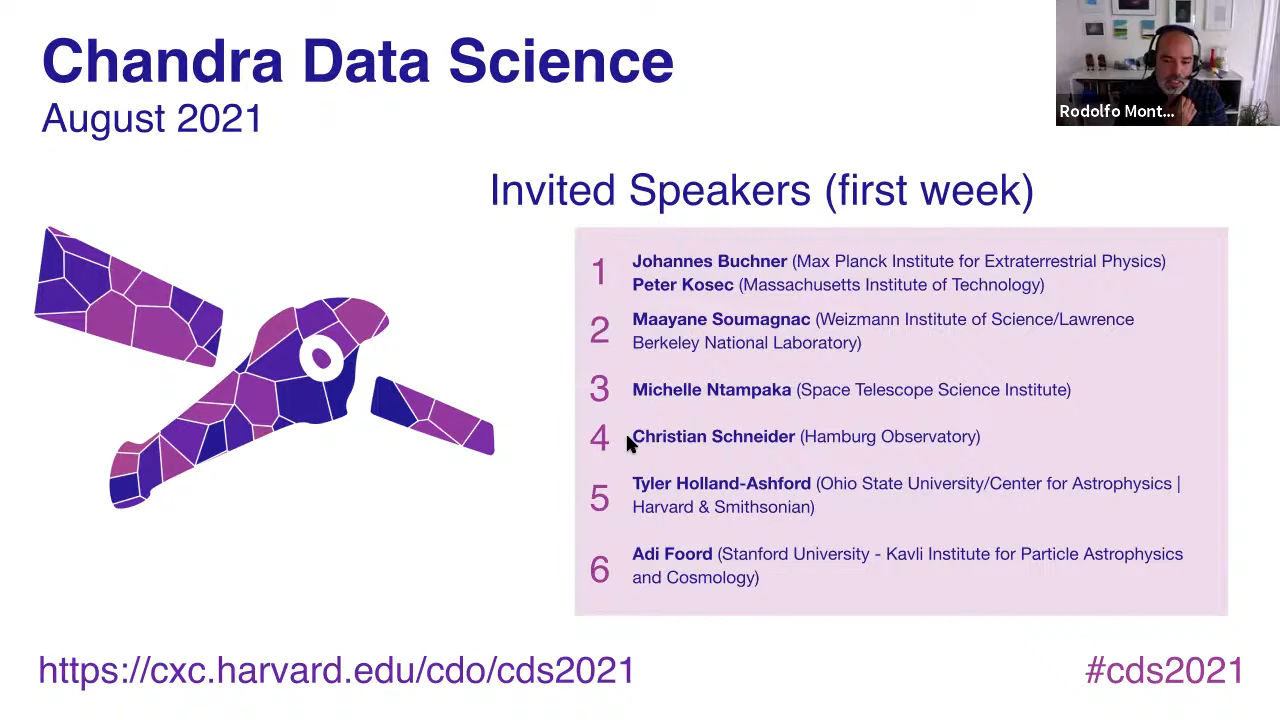 Chandra Data Science
August 2021
Rodolfo Mont...
Invited Speakers (first week)
1 Johannes Buchner (Max Planck Institute for Extraterrestrial Physics)
Peter Kosec (Massachusetts Institute of Technology)
2 Maayane Soumagnac (Weizmann Institute of Science/Lawrence
Berkeley National Laboratory)
3 Michelle Ntampaka (Space Telescope Science Institute)
4 Christian Schneider (Hamburg Observatory)
5 Tyler Holland-Ashford (Ohio State University/Center for Astrophysics |
Harvard & Smithsonian)
6 Adi Foord (Stanford University - Kavli Institute for Particle Astrophysics
and Cosmology)
https://cxc.harvard.edu/cdo/cds2021
#cds2021